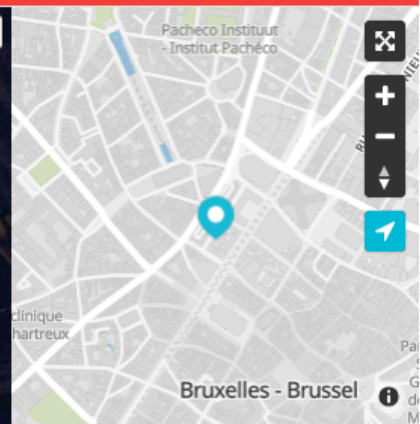 Pacheco Instituut
- Institut Pachéco
clinique
hartreux
Bruxelles - Brussel